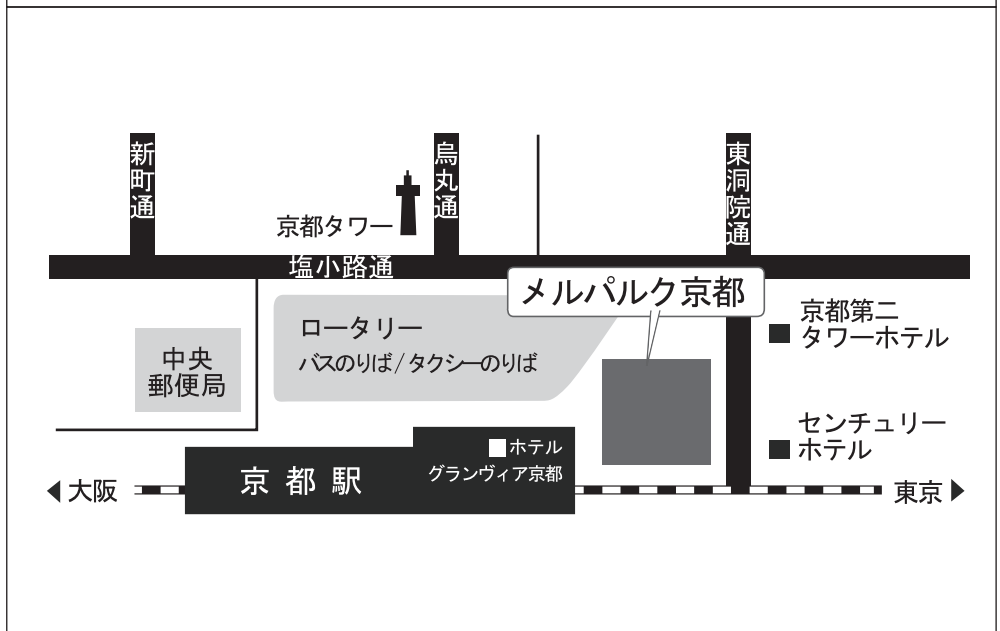 新町通
烏丸通
東洞院通
京都タワー
塩小路通
メルパルク京都
ロータリー
バスのりば/タクシーのりば
京都第二
タワーホテル
中央
郵便局
センチュリー
ホテル
ホテル
グランヴィア京都
京都駅
大阪
東京